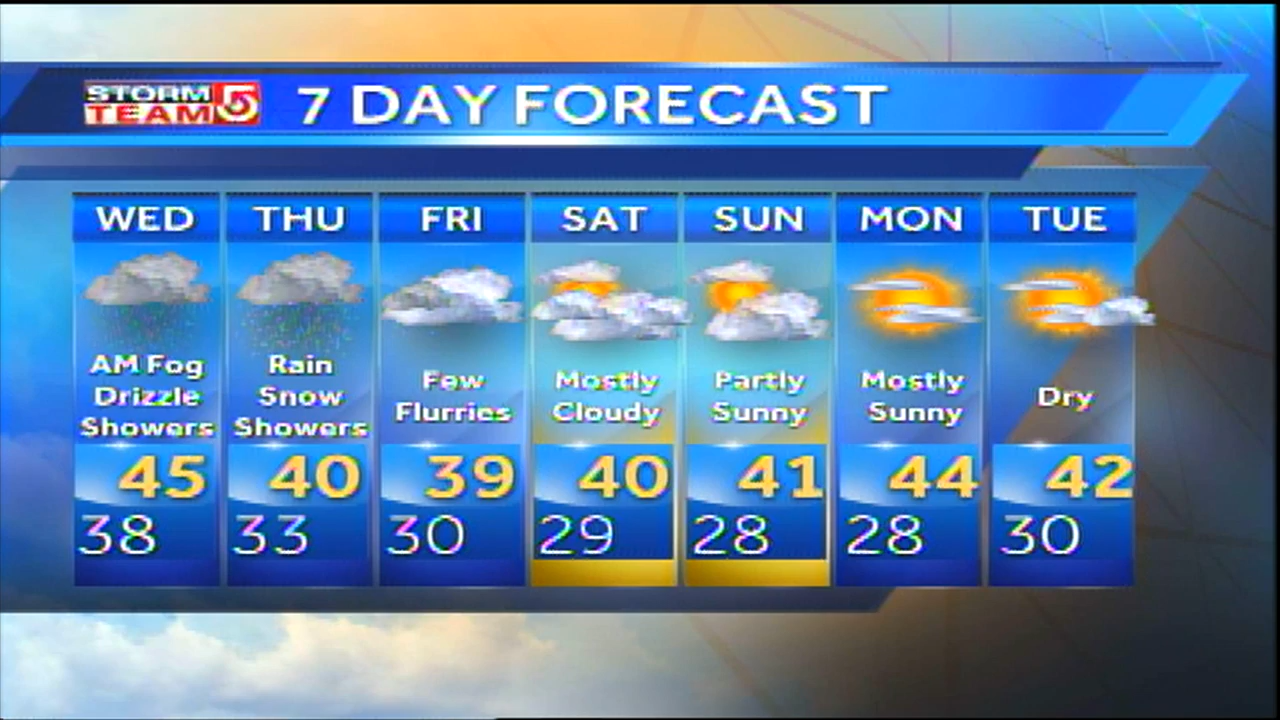 STORM
TEAM 5
7 DAY FORECAST
WED THU FRI SAT SUN MON TUE
AM Fog
Drizzle
Showers
Rain
Snow
Showers
Few
Flurries
Mostly
Cloudy
Partly
Sunny
Mostly
Sunny
Dry
45 40 39 40 41 44 42
38 33 30 29 28 28 30